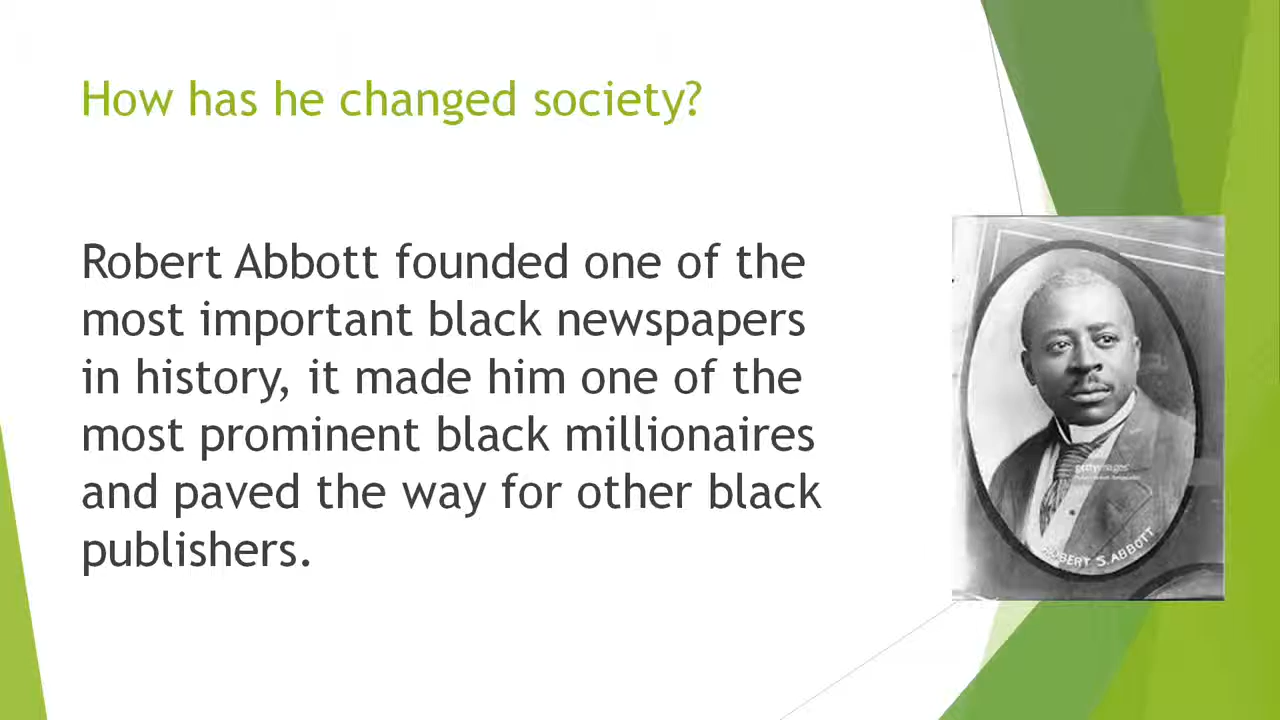 How has he changed society?
Robert Abbott founded one of the
most important black newspapers
in history, it made him one of the
most prominent black millionaires
and paved the way for other black
publishers.
gettyimages
ROBERT S. ABBOTT